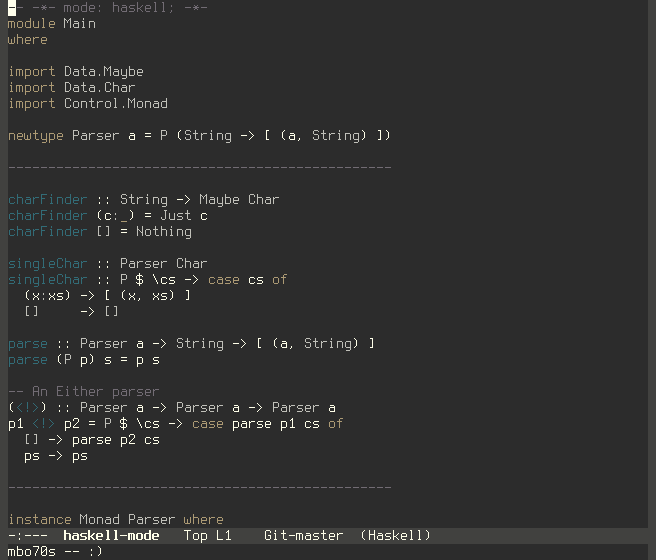 -- -*- mode: haskell; -*-
module Main
where
import Data.Maybe
import Data.Char
import Control.Monad
newtype Parser a = P (String -> [ (a, String) ])
------------------------------------------------
charFinder :: String -> Maybe Char
charFinder (c:_) = Just c
charFinder [] = Nothing
singleChar :: Parser Char
singleChar :: P $ \cs -> case cs of
  (x:xs) -> [ (x, xs) ]
  []     -> []
parse :: Parser a -> String -> [ (a, String) ]
parse (P p) s = p s
-- An Either parser
(<!>) :: Parser a -> Parser a -> Parser a
p1 <!> p2 = P $ \cs -> case parse p1 cs of
  [] -> parse p2 cs
  ps -> ps
------------------------------------------------
instance Monad Parser where
-:---  haskell-mode   Top L1    Git-master  (Haskell)
mbo70s -- :)